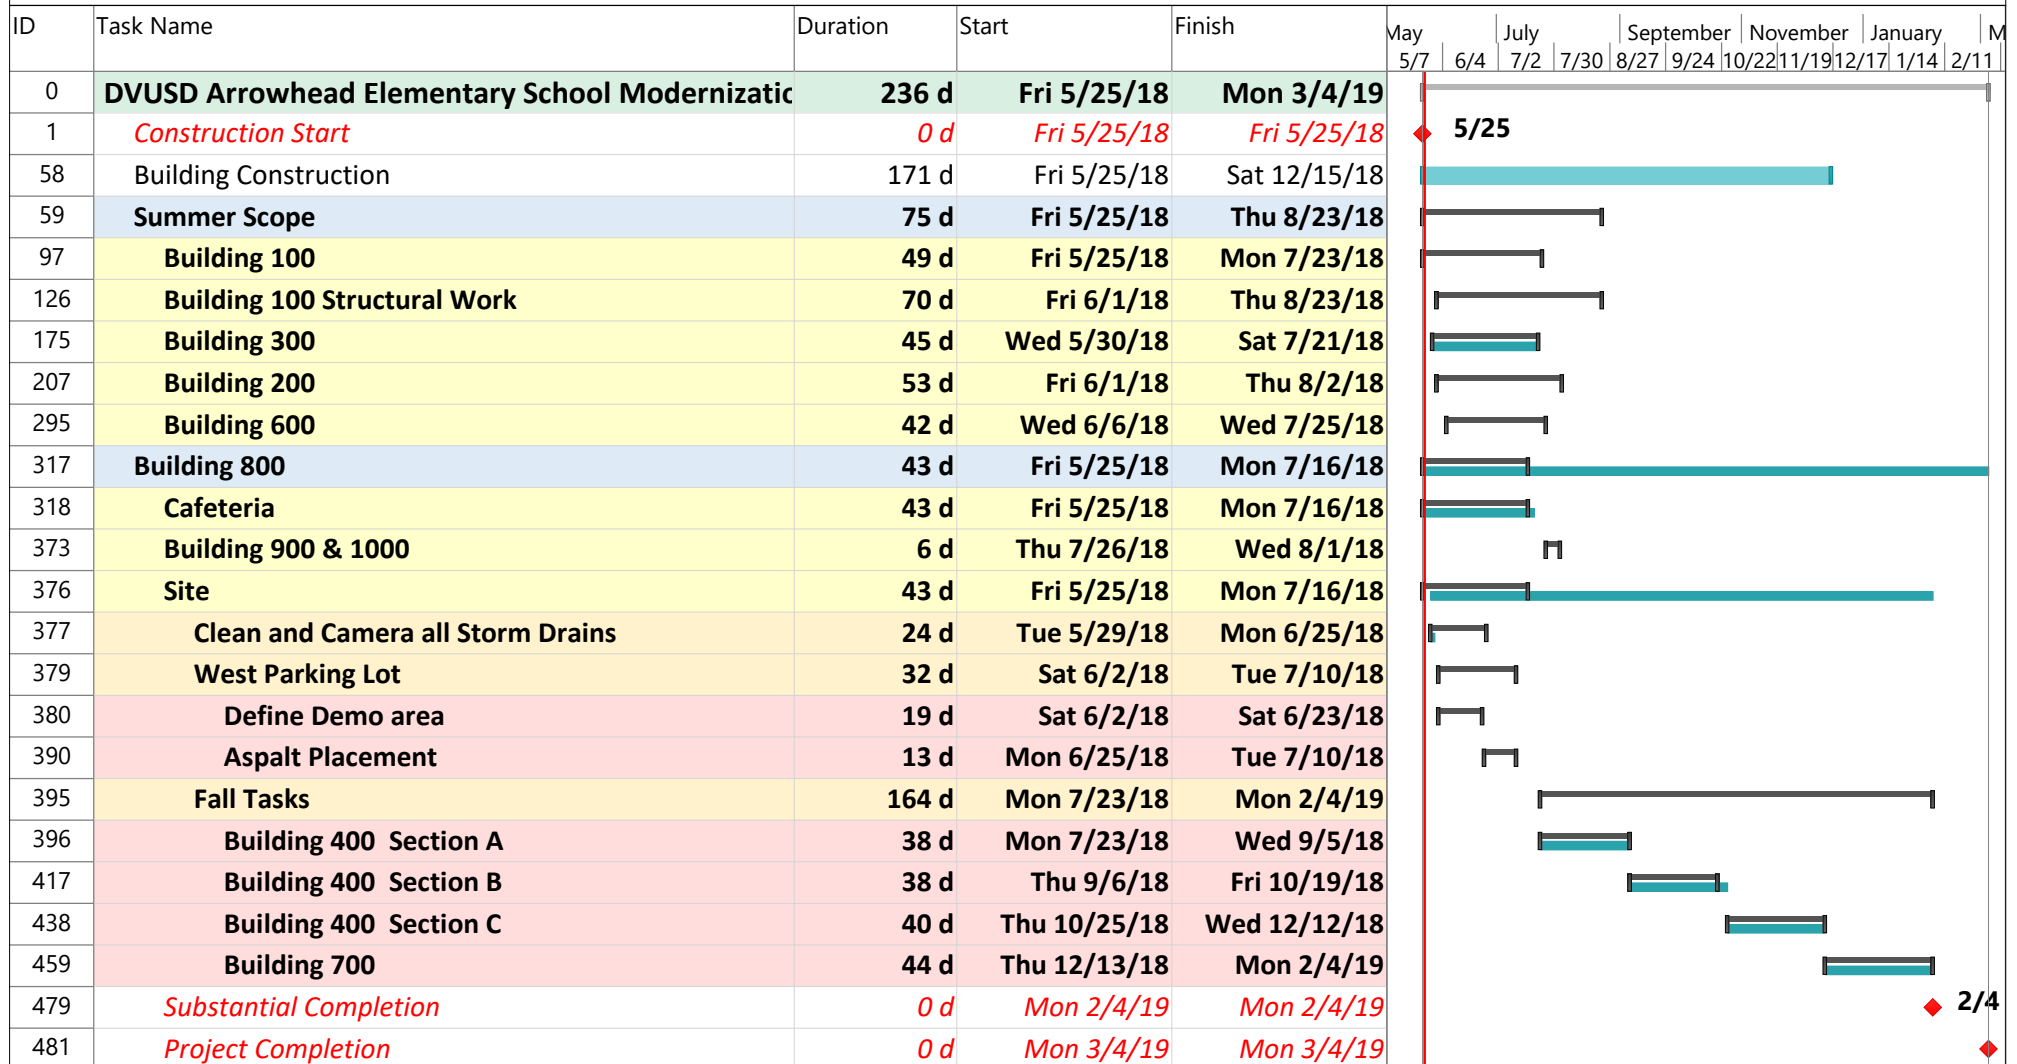 ID Task Name Duration Start Finish May July September November January M
5/7 6/4 7/2 7/30 8/27 9/24 10/22 11/19 12/17 1/14 2/11
0 DVUSD Arrowhead Elementary School Modernizatic 236 d Fri 5/25/18 Mon 3/4/19
1 Construction Start 0 d Fri 5/25/18 Fri 5/25/18 5/25
58 Building Construction 171 d Fri 5/25/18 Sat 12/15/18
59 Summer Scope 75 d Fri 5/25/18 Thu 8/23/18
97 Building 100 49 d Fri 5/25/18 Mon 7/23/18
126 Building 100 Structural Work 70 d Fri 6/1/18 Thu 8/23/18
175 Building 300 45 d Wed 5/30/18 Sat 7/21/18
207 Building 200 53 d Fri 6/1/18 Thu 8/2/18
295 Building 600 42 d Wed 6/6/18 Wed 7/25/18
317 Building 800 43 d Fri 5/25/18 Mon 7/16/18
318 Cafeteria 43 d Fri 5/25/18 Mon 7/16/18
373 Building 900 & 1000 6 d Thu 7/26/18 Wed 8/1/18
376 Site 43 d Fri 5/25/18 Mon 7/16/18
377 Clean and Camera all Storm Drains 24 d Tue 5/29/18 Mon 6/25/18
379 West Parking Lot 32 d Sat 6/2/18 Tue 7/10/18
380 Define Demo area 19 d Sat 6/2/18 Sat 6/23/18
390 Aspalt Placement 13 d Mon 6/25/18 Tue 7/10/18
395 Fall Tasks 164 d Mon 7/23/18 Mon 2/4/19
396 Building 400 Section A 38 d Mon 7/23/18 Wed 9/5/18
417 Building 400 Section B 38 d Thu 9/6/18 Fri 10/19/18
438 Building 400 Section C 40 d Thu 10/25/18 Wed 12/12/18
459 Building 700 44 d Thu 12/13/18 Mon 2/4/19
479 Substantial Completion 0 d Mon 2/4/19 Mon 2/4/19 2/4
481 Project Completion 0 d Mon 3/4/19 Mon 3/4/19